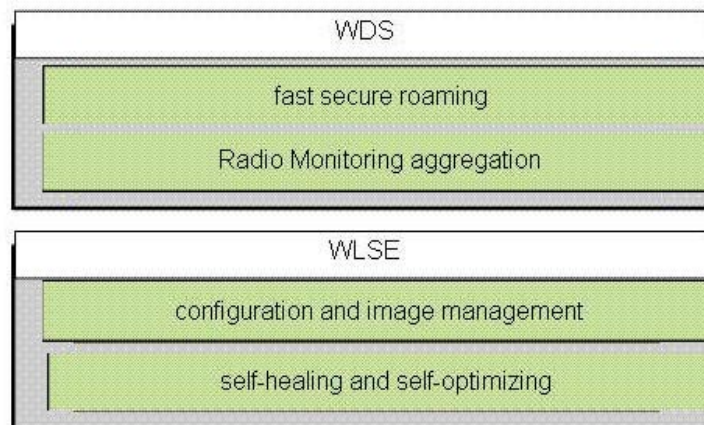 WDS
fast secure roaming
Radio Monitoring aggregation
WLSE
configuration and image management
self-healing and self-optimizing